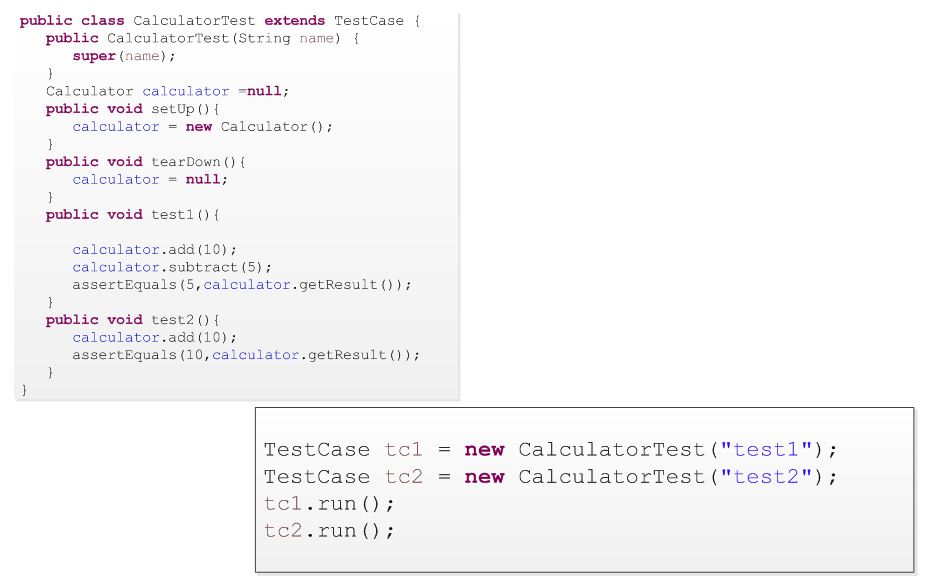 public class CalculatorTest extends TestCase {
public CalculatorTest(String name) {
super(name);
}
Calculator calculator =null;
public void setUp(){
calculator = new Calculator();
}
public void tearDown(){
calculator = null;
}
public void test1(){
calculator.add(10);
calculator.subtract(5);
assertEquals(5,calculator.getResult());
}
public void test2(){
calculator.add(10);
assertEquals(10,calculator.getResult());
}
}
TestCase tc1 = new CalculatorTest("test1");
TestCase tc2 = new CalculatorTest("test2");
tc1.run();
tc2.run();